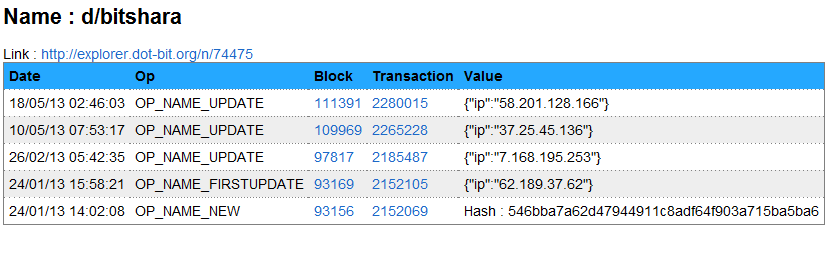 Name : d/bitshara
Link : http://explorer.dot-bit.org/n/74475
Date Op Block Transaction Value
18/05/13 02:46:03 OP_NAME_UPDATE 111391 2280015 {"ip":"58.201.128.166"}
10/05/13 07:53:17 OP_NAME_UPDATE 109969 2265228 {"ip":"37.25.45.136"}
26/02/13 05:42:35 OP_NAME_UPDATE 97817 2185487 {"ip":"7.168.195.253"}
24/01/13 15:58:21 OP_NAME_FIRSTUPDATE 93169 2152105 {"ip":"62.189.37.62"}
24/01/13 14:02:08 OP_NAME_NEW 93156 2152069 Hash : 546bba7a62d47944911c8adf64f903a715ba5ba6